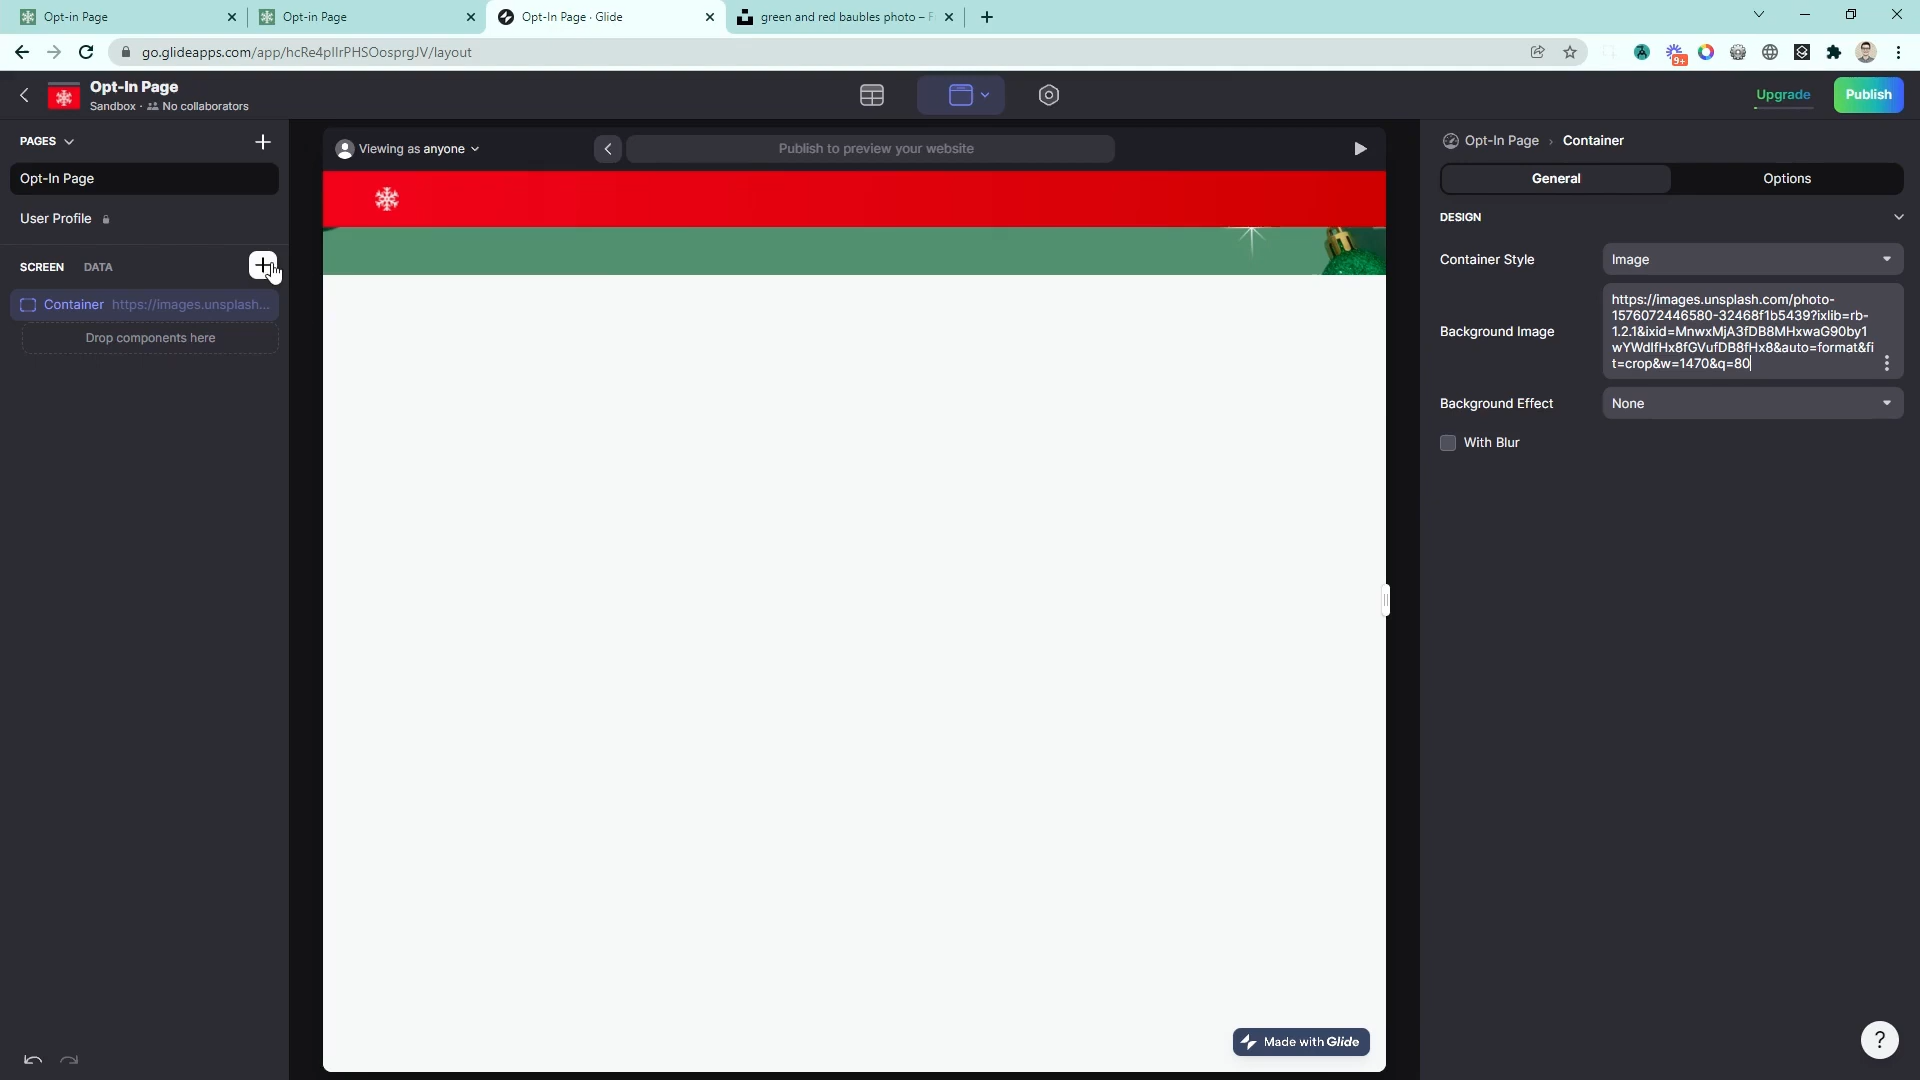 Opt-in Page
Opt-in Page
Opt-In Page · Glide
green and red baubles photo – F
go.glideapps.com/app/hcRe4pIIrPHSOosprgJV/layout
9+
Opt-In Page
Sandbox · No collaborators
Upgrade
Publish
PAGES
Opt-In Page
User Profile
SCREEN DATA
Container https://images.unsplash...
Drop components here
Viewing as anyone
Publish to preview your website
Made with Glide
Opt-In Page › Container
General
Options
DESIGN
Container Style
Image
Background Image
https://images.unsplash.com/photo-
1576072446580-32468f1b5439?ixlib=rb-
1.2.1&ixid=MnwxMjA3fDB8MHxwaG90by1
wYWdlfHx8fGVufDB8fHx8&auto=format&fi
t=crop&w=1470&q=80
Background Effect
None
With Blur
?